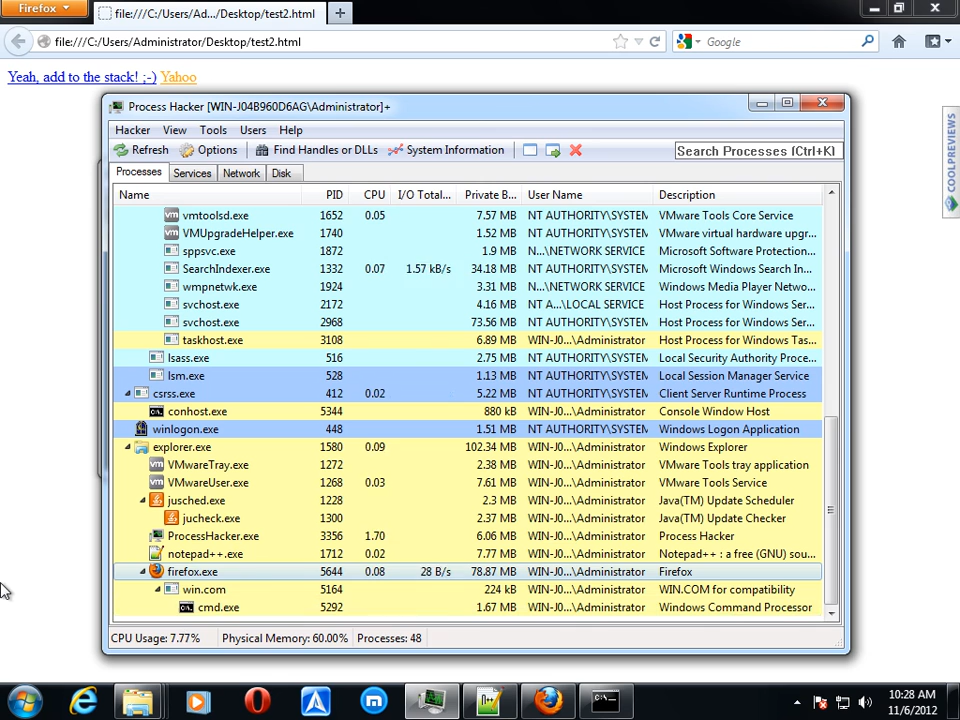 Firefox
file:///C:/Users/Ad.../Desktop/test2.html
file:///C:/Users/Administrator/Desktop/test2.html
Google
Yeah, add to the stack! ;-) Yahoo
COOLPREVIEWS
Process Hacker [WIN-J04B960D6AG\Administrator]+
Hacker View Tools Users Help
Refresh Options Find Handles or DLLs System Information Search Processes (Ctrl+K)
Processes Services Network Disk
Name PID CPU I/O Total... Private B... User Name Description
vmtoolsd.exe 1652 0.05 7.57 MB NT AUTHORITY\SYSTEM VMware Tools Core Service
VMUpgradeHelper.exe 1740 1.52 MB NT AUTHORITY\SYSTEM VMware virtual hardware upgr...
sppsvc.exe 1872 1.9 MB N...\NETWORK SERVICE Microsoft Software Protection...
SearchIndexer.exe 1332 0.07 1.57 kB/s 34.18 MB NT AUTHORITY\SYSTEM Microsoft Windows Search In...
wmpnetwk.exe 1924 3.31 MB N...\NETWORK SERVICE Windows Media Player Netwo...
svchost.exe 2172 4.16 MB NT A...\LOCAL SERVICE Host Process for Windows Ser...
svchost.exe 2968 73.56 MB NT AUTHORITY\SYSTEM Host Process for Windows Ser...
taskhost.exe 3108 6.89 MB WIN-J0...\Administrator Host Process for Windows Tas...
lsass.exe 516 2.75 MB NT AUTHORITY\SYSTEM Local Security Authority Proce...
lsm.exe 528 1.13 MB NT AUTHORITY\SYSTEM Local Session Manager Service
csrss.exe 412 0.02 5.22 MB NT AUTHORITY\SYSTEM Client Server Runtime Process
conhost.exe 5344 880 kB WIN-J0...\Administrator Console Window Host
winlogon.exe 448 1.51 MB NT AUTHORITY\SYSTEM Windows Logon Application
explorer.exe 1580 0.09 102.34 MB WIN-J0...\Administrator Windows Explorer
VMwareTray.exe 1272 2.38 MB WIN-J0...\Administrator VMware Tools tray application
VMwareUser.exe 1268 0.03 7.61 MB WIN-J0...\Administrator VMware Tools Service
jusched.exe 1228 2.3 MB WIN-J0...\Administrator Java(TM) Update Scheduler
jucheck.exe 1300 2.37 MB WIN-J0...\Administrator Java(TM) Update Checker
ProcessHacker.exe 3356 1.70 6.06 MB WIN-J0...\Administrator Process Hacker
notepad++.exe 1712 0.02 7.77 MB WIN-J0...\Administrator Notepad++ : a free (GNU) sou...
firefox.exe 5644 0.08 28 B/s 78.87 MB WIN-J0...\Administrator Firefox
win.com 5164 224 kB WIN-J0...\Administrator WIN.COM for compatibility
cmd.exe 5292 1.67 MB WIN-J0...\Administrator Windows Command Processor
CPU Usage: 7.77% Physical Memory: 60.00% Processes: 48
10:28 AM
11/6/2012